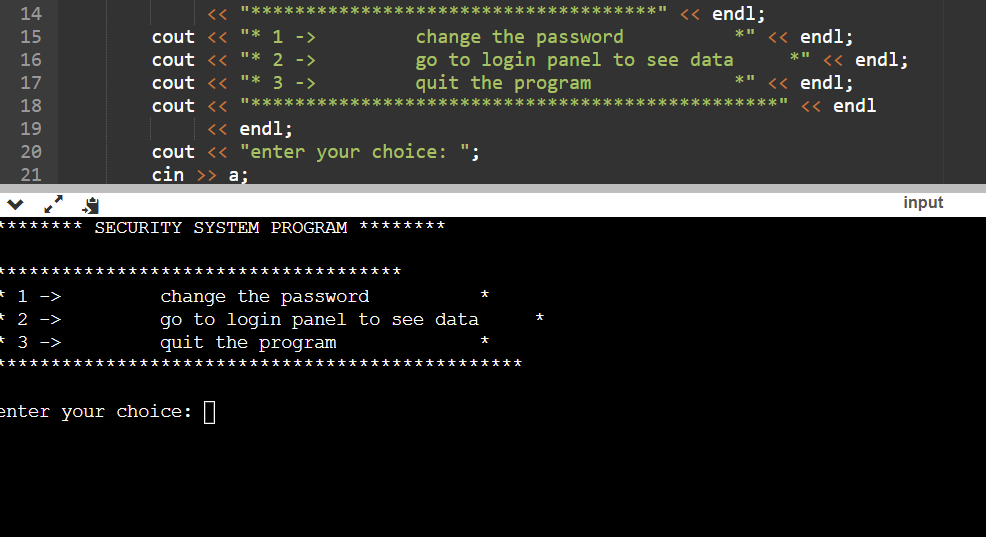 14 << "*************************************" << endl;
15 cout << "* 1 ->         change the password          *" << endl;
16 cout << "* 2 ->         go to login panel to see data     *" << endl;
17 cout << "* 3 ->         quit the program             *" << endl;
18 cout << "************************************************" << endl
19 << endl;
20 cout << "enter your choice: ";
21 cin >> a;
input
******** SECURITY SYSTEM PROGRAM ********
*************************************
* 1 ->         change the password          *
* 2 ->         go to login panel to see data     *
* 3 ->         quit the program             *
************************************************
enter your choice: